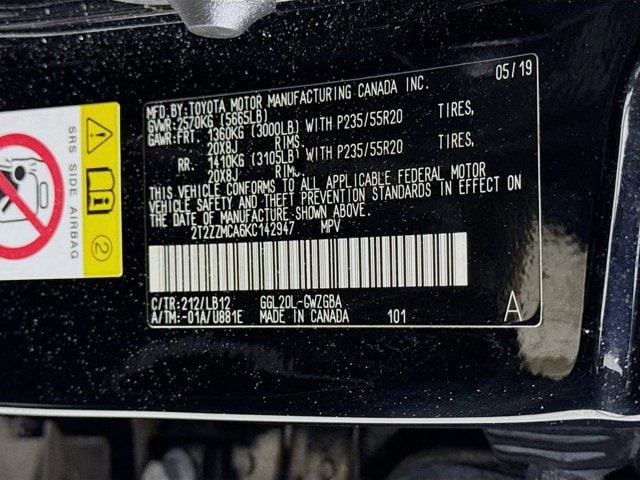 05/19
MFD.BY:TOYOTA MOTOR MANUFACTURING CANADA INC.
GVWR:2570KG (5665LB)
GAWR:FRT. 1360KG (3000LB) WITH P235/55R20 TIRES,
20X8J RIMS.
RR. 1410KG (3105LB) WITH P235/55R20 TIRES,
20X8J RIMS.
THIS VEHICLE CONFORMS TO ALL APPLICABLE FEDERAL MOTOR
VEHICLE SAFETY AND THEFT PREVENTION STANDARDS IN EFFECT ON
THE DATE OF MANUFACTURE SHOWN ABOVE.
2T2ZZMCA6KC142947 MPV
C/TR:212/LB12 GGL20L-GWZGBA
A/TM:-01A/U881E MADE IN CANADA 101
A
SRS SIDE AIRBAG
2